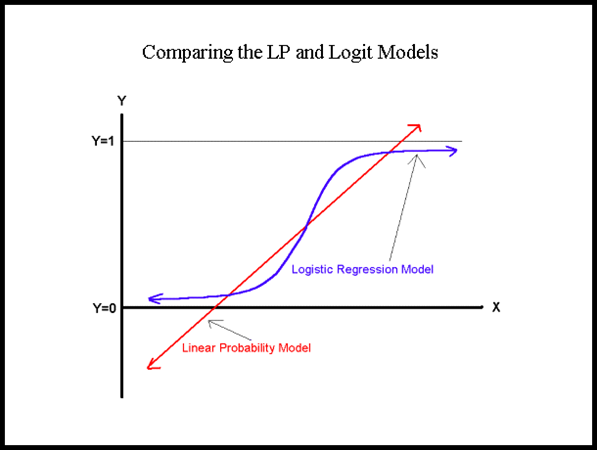 Comparing the LP and Logit Models
Y
Y=1
Logistic Regression Model
Y=0
X
Linear Probability Model